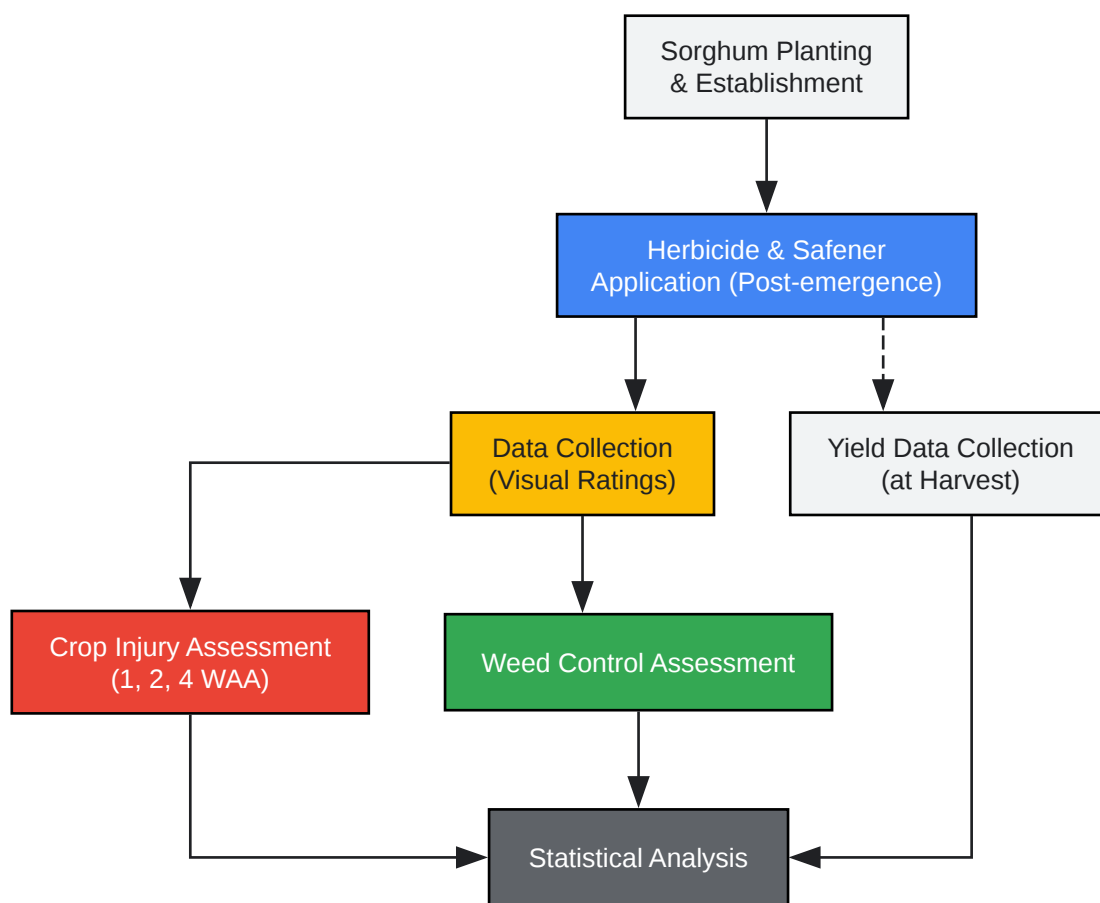 Sorghum Planting
& Establishment
Herbicide & Safener
Application (Post-emergence)
Data Collection
(Visual Ratings)
Yield Data Collection
(at Harvest)
Crop Injury Assessment
(1, 2, 4 WAA)
Weed Control Assessment
Statistical Analysis